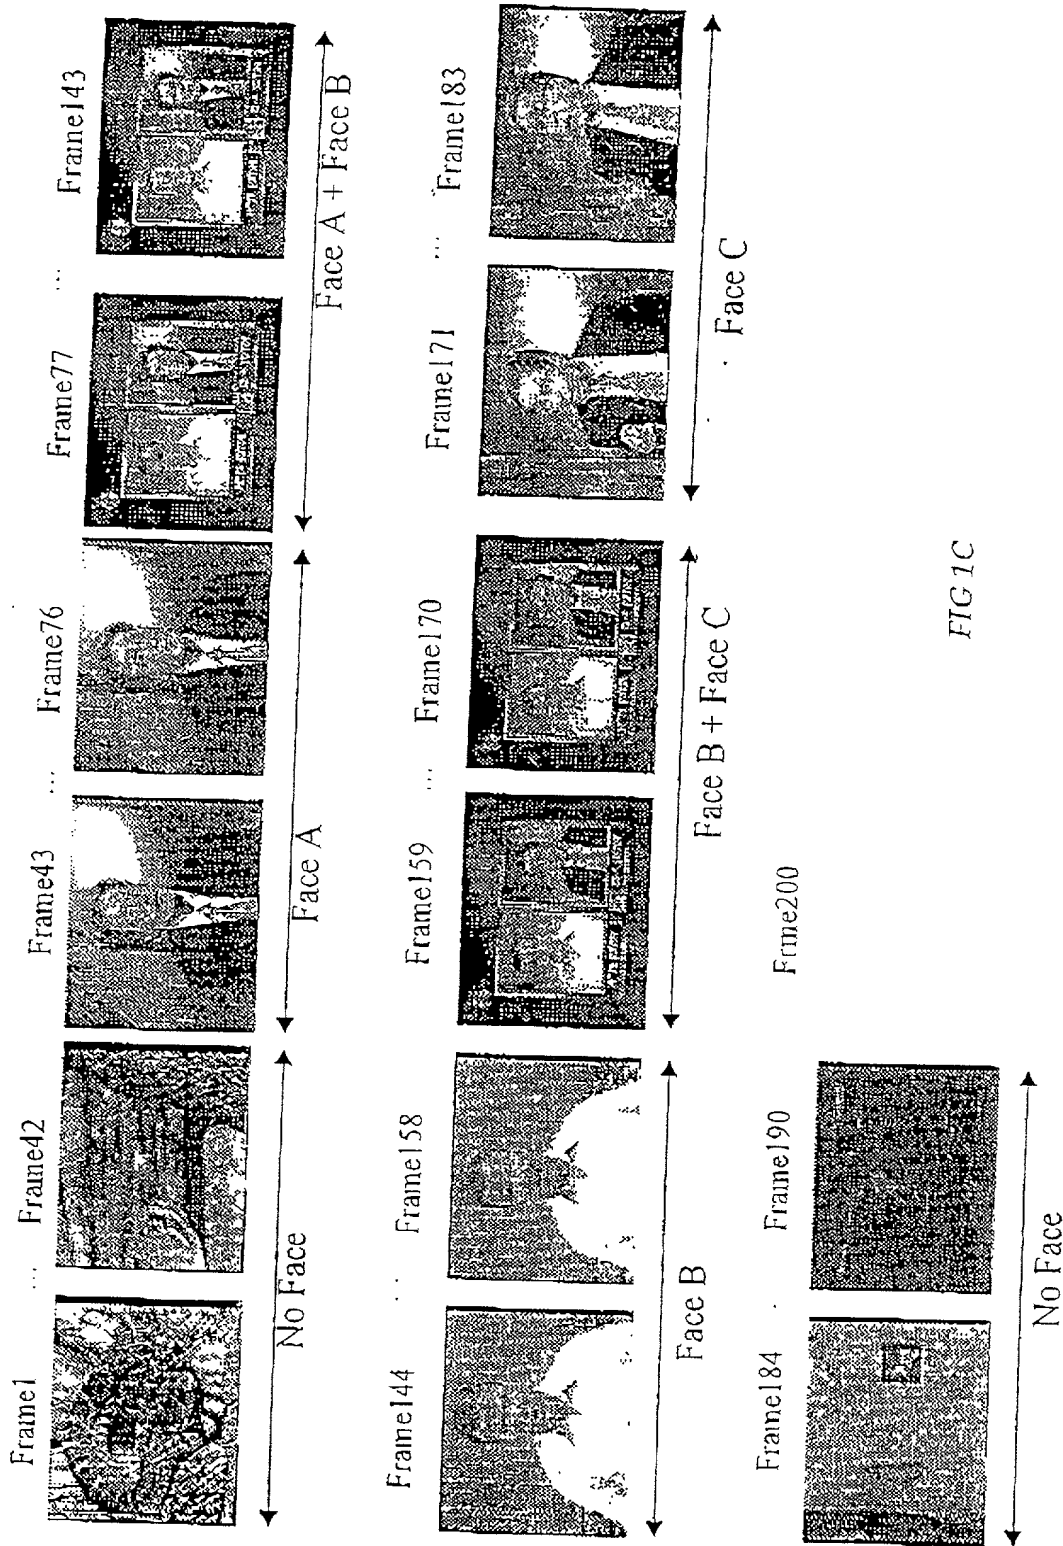 Frame1 ... Frame42 Frame43 ... Frame76 Frame77 ... Frame143
No Face Face A Face A + Face B
Frame144 . . Frame158 Frame159 ... Frame170 Frame171 ... Frame183
Face B Face B + Face C Face C
Frame184 . Frame190 Frme200
No Face
FIG 1C